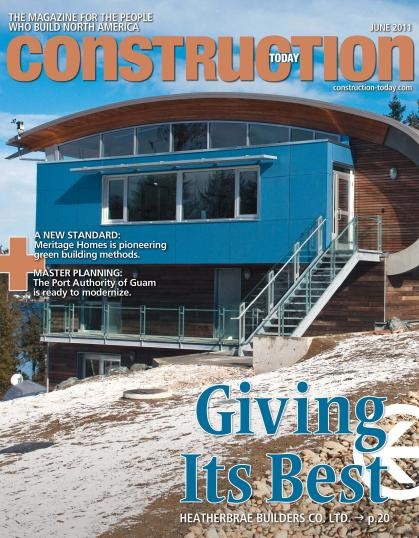 THE MAGAZINE FOR THE PEOPLE
WHO BUILD NORTH AMERICA
JUNE 2011
CONSTRUCTION
TODAY
construction-today.com
A NEW STANDARD:
Meritage Homes is pioneering
green building methods.
MASTER PLANNING:
The Port Authority of Guam
is ready to modernize.
Giving
Its Best
HEATHERBRAE BUILDERS CO. LTD. → p.20